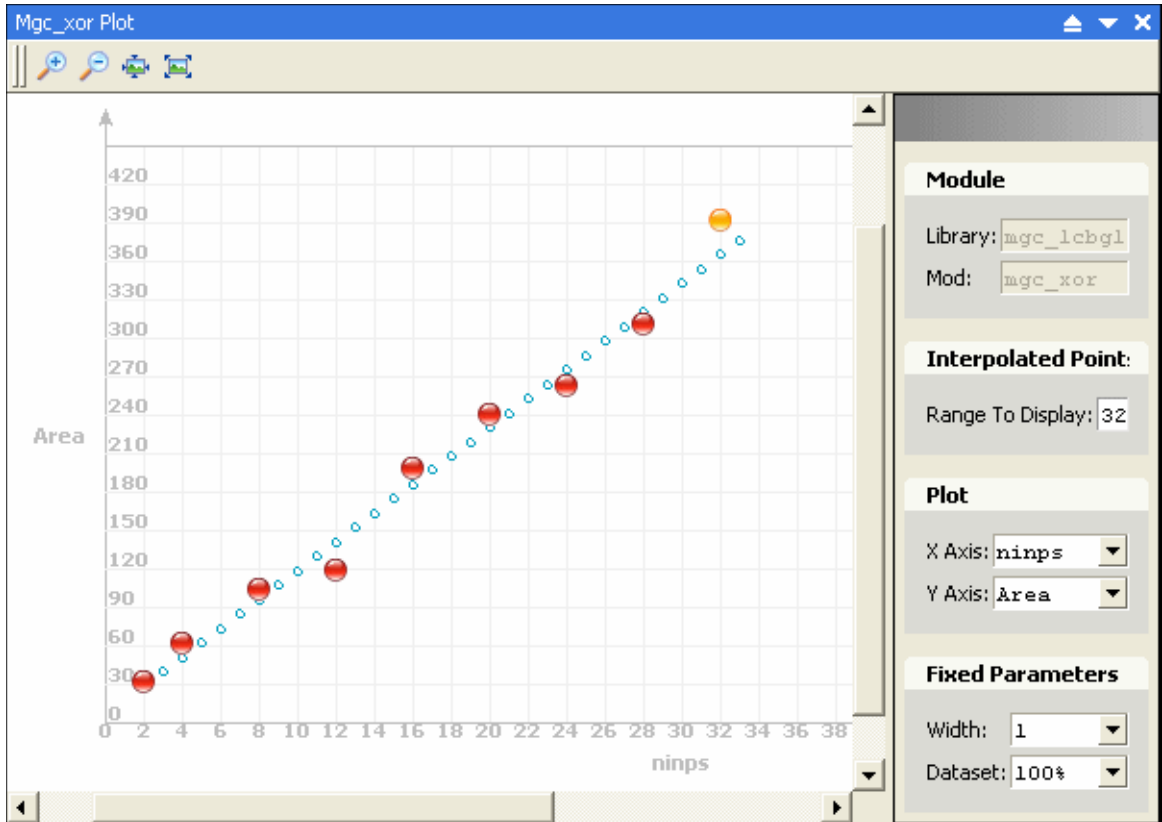 Mgc_xor Plot
420
390
360
330
300
270
240
210
180
150
120
90
60
30
0
Area
0 2 4 6 8 10 12 14 16 18 20 22 24 26 28 30 32 34 36 38
ninps
Module
Library: mgc_lcbgl
Mod: mgc_xor
Interpolated Point:
Range To Display: 32
Plot
X Axis: ninps
Y Axis: Area
Fixed Parameters
Width: 1
Dataset: 100%